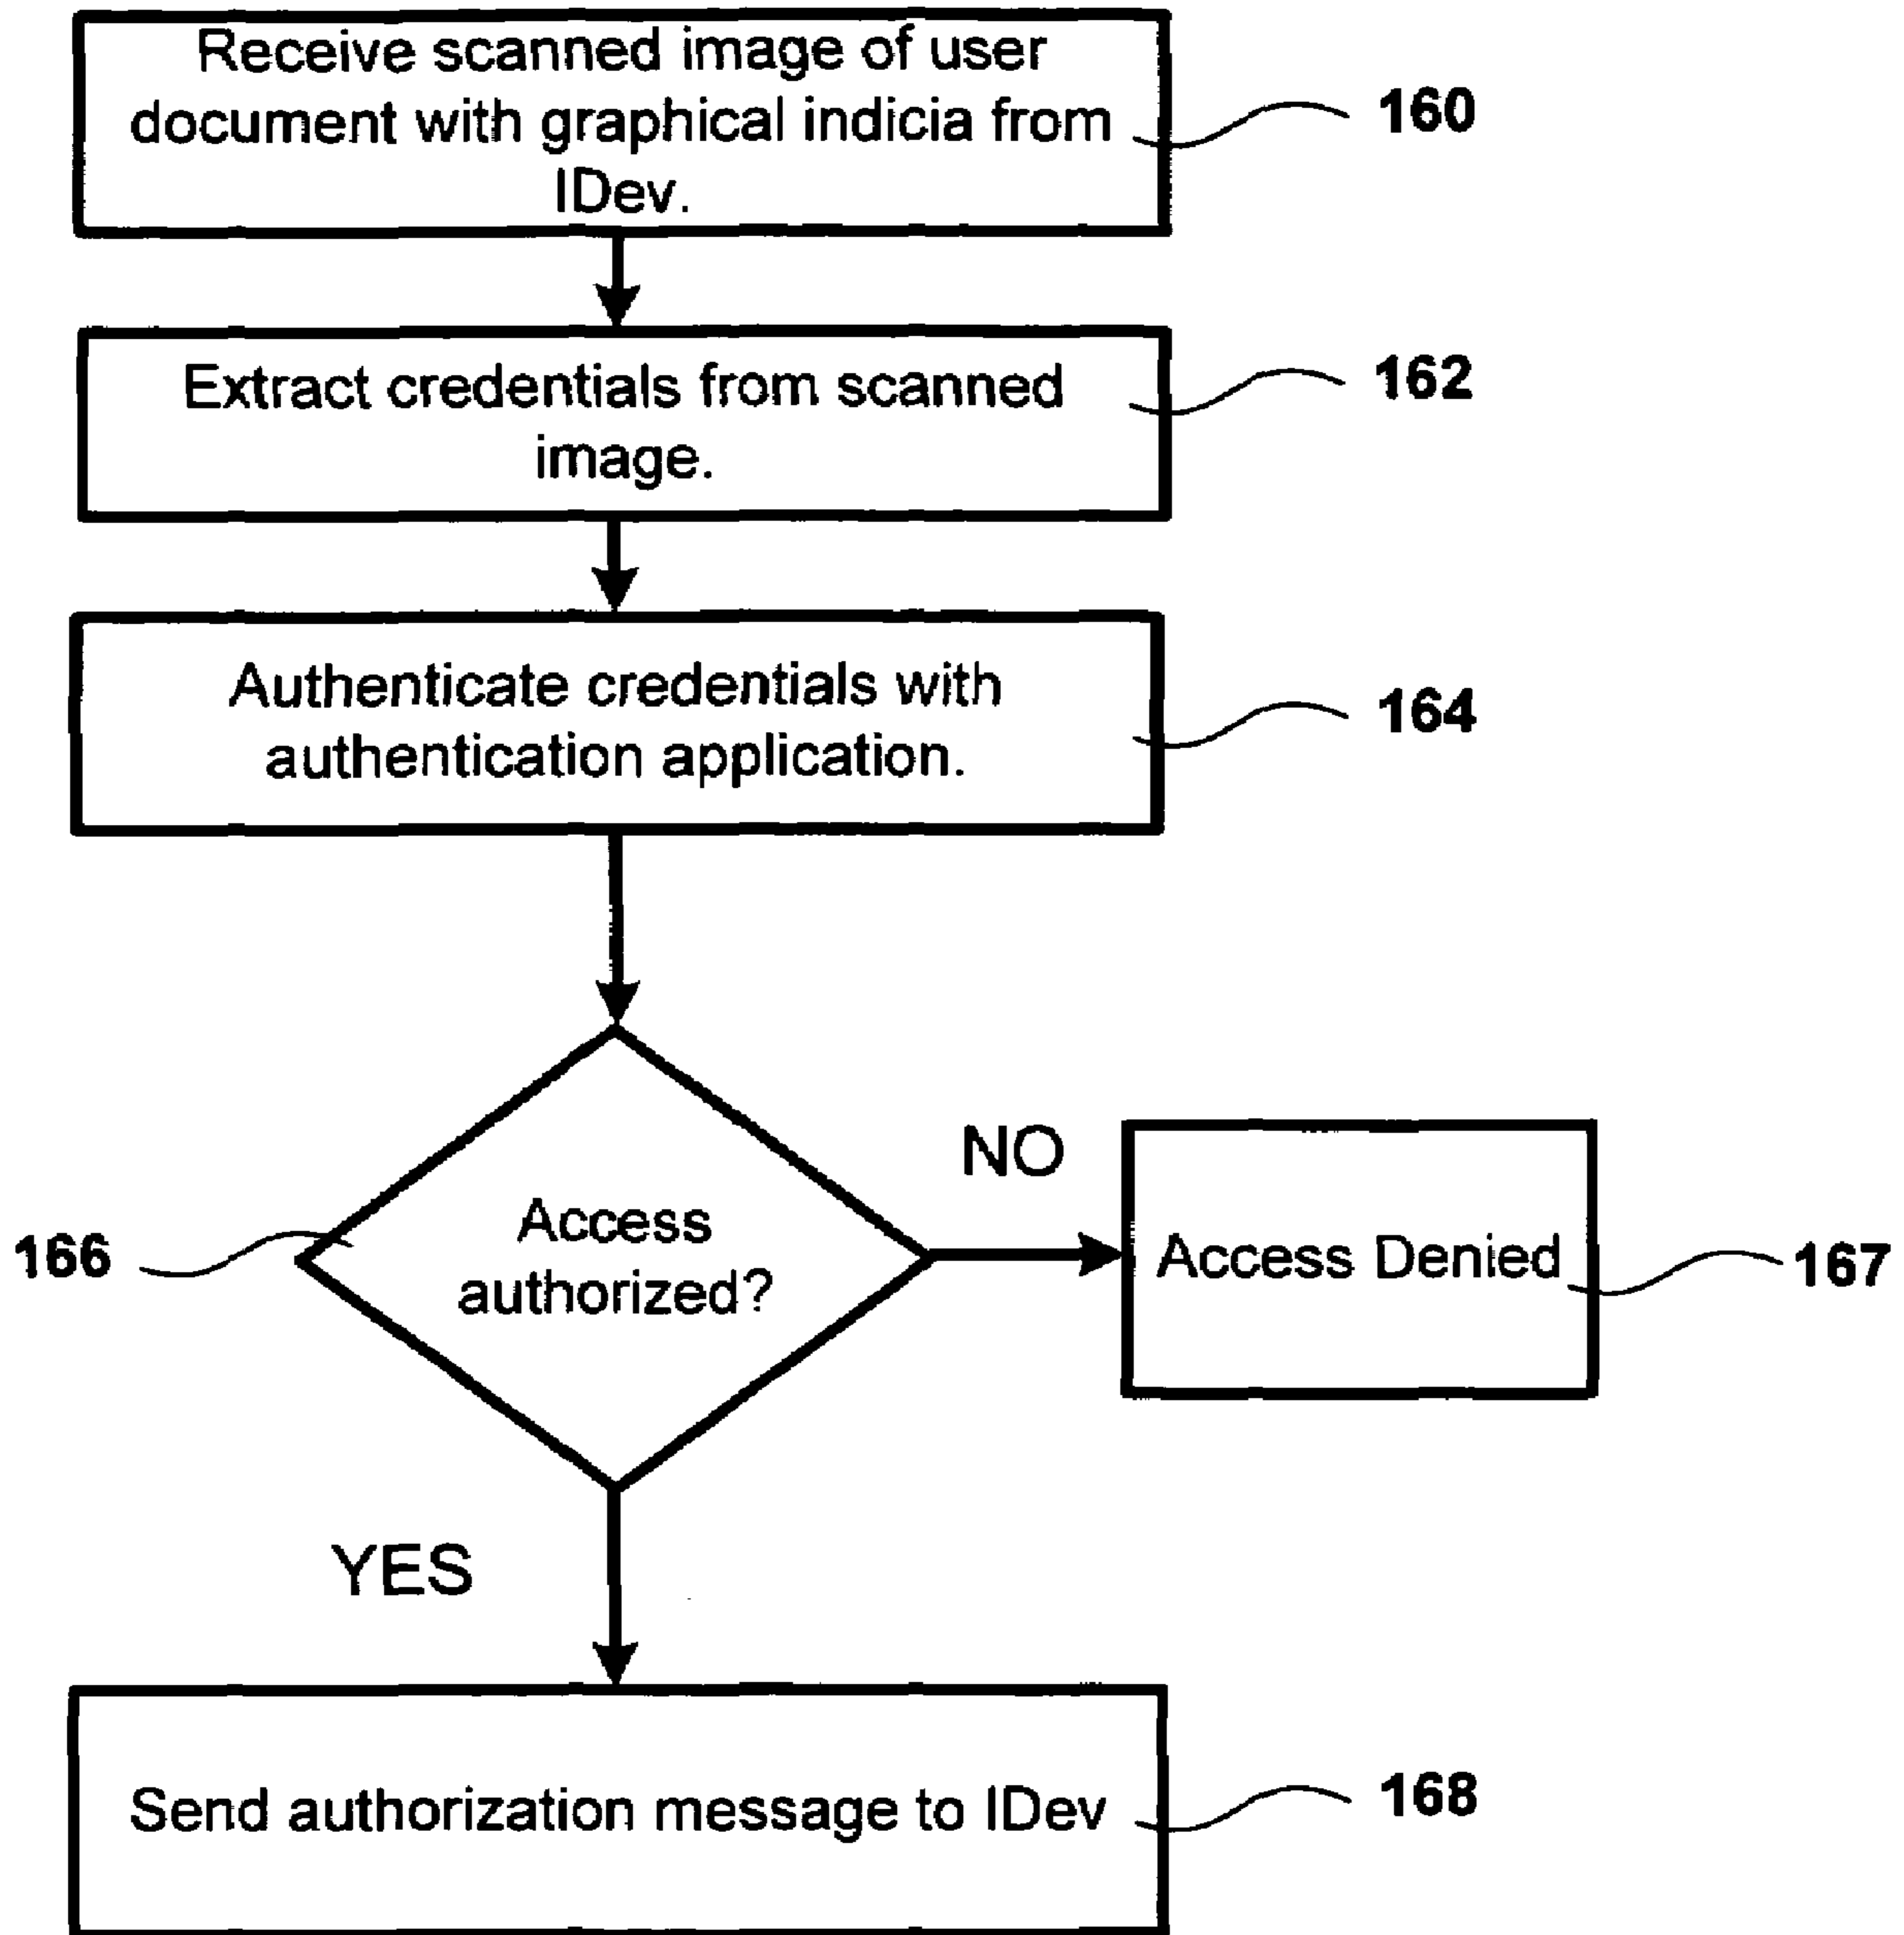 Receive scanned image of user
document with graphical indicia from
IDev.
160
Extract credentials from scanned
image.
162
Authenticate credentials with
authentication application.
164
Access
authorized?
166
NO
Access Denied
167
YES
Send authorization message to IDev
168